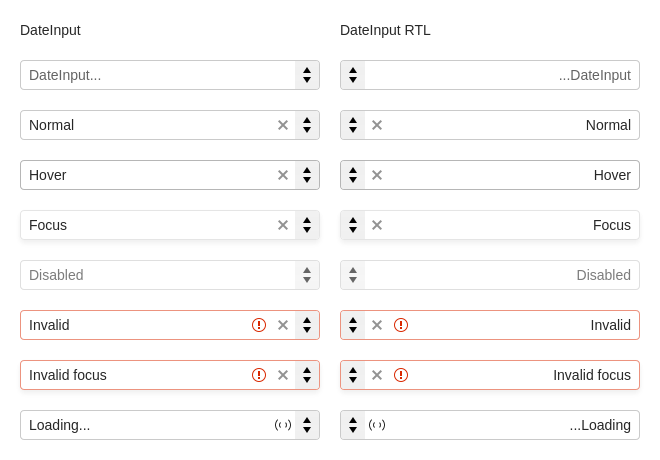 DateInput DateInput RTL
DateInput... ...DateInput
Normal Normal
Hover Hover
Focus Focus
Disabled Disabled
Invalid Invalid
Invalid focus Invalid focus
Loading... ...Loading